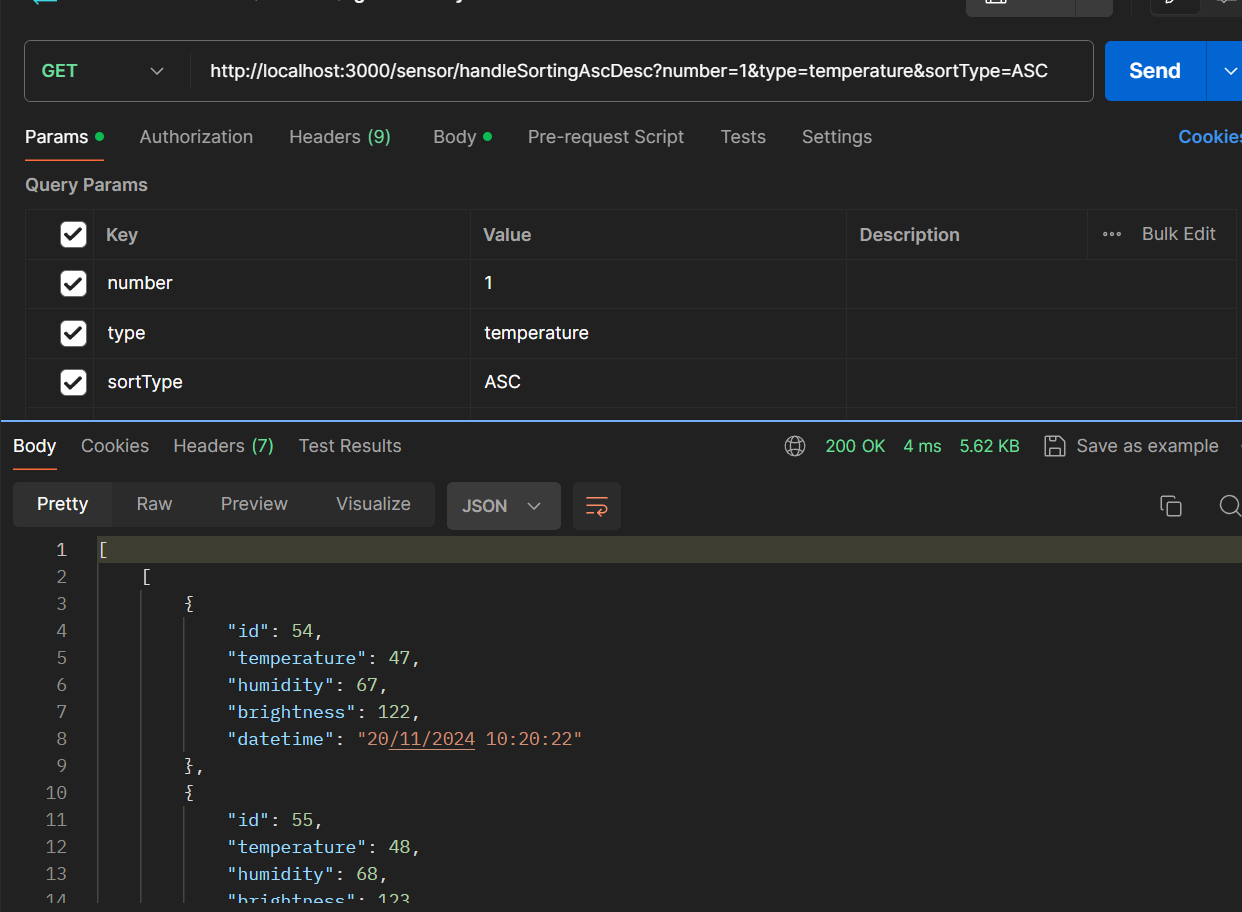 GET http://localhost:3000/sensor/handleSortingAscDesc?number=1&type=temperature&sortType=ASC Send
Params Authorization Headers (9) Body Pre-request Script Tests Settings Cookies
Query Params
Key Value Description ••• Bulk Edit
number 1
type temperature
sortType ASC
Body Cookies Headers (7) Test Results 200 OK 4 ms 5.62 KB Save as example
Pretty Raw Preview Visualize JSON
1 [
2 [
3 {
4 "id": 54,
5 "temperature": 47,
6 "humidity": 67,
7 "brightness": 122,
8 "datetime": "20/11/2024 10:20:22"
9 },
10 {
11 "id": 55,
12 "temperature": 48,
13 "humidity": 68,
14 "brightness": 123